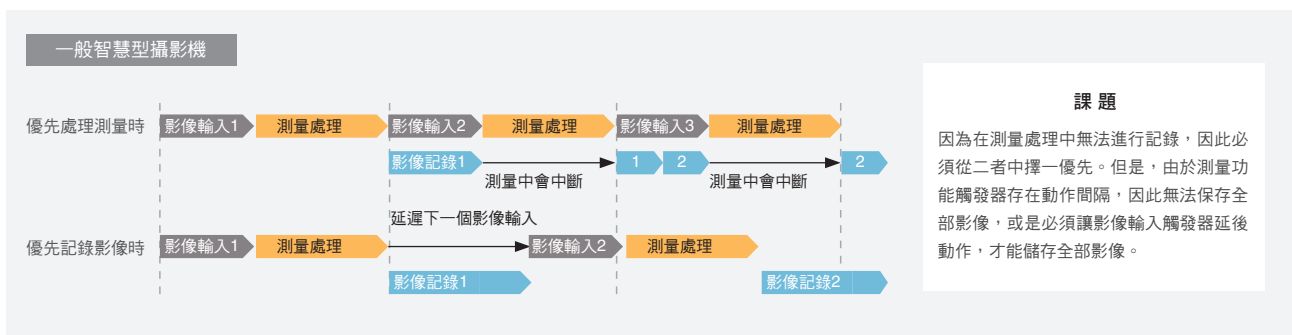 一般智慧型攝影機
優先處理測量時
影像輸入1
測量處理
影像輸入2
測量處理
影像輸入3
測量處理
影像記錄1
測量中會中斷
1
2
測量中會中斷
2
延遲下一個影像輸入
優先記錄影像時
影像輸入1
測量處理
影像輸入2
測量處理
影像記錄1
影像記錄2
課題
因為在測量處理中無法進行記錄,因此必
須從二者中擇一優先。但是,由於測量功
能觸發器存在動作間隔,因此無法保存全
部影像,或是必須讓影像輸入觸發器延後
動作,才能儲存全部影像。